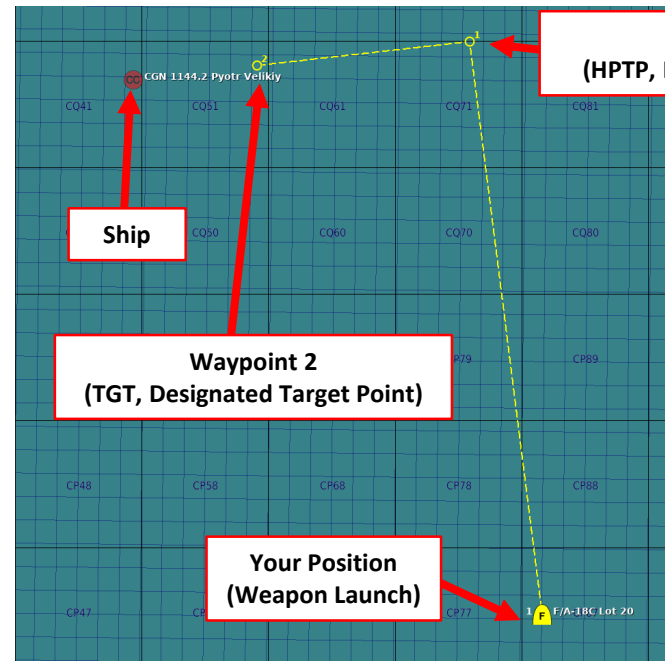 1
(HPTP,
2
CGN 1144.2 Pyotr Velikiy
CC
CQ41
CQ51
CQ61
CQ71
CQ81
Ship
CQ50
CQ60
CQ70
CQ80
Waypoint 2
(TGT, Designated Target Point)
P79
CP89
CP48
CP58
CP68
CP78
CP88
Your Position
(Weapon Launch)
CP47
CP77
1
F
F/A-18C Lot 20